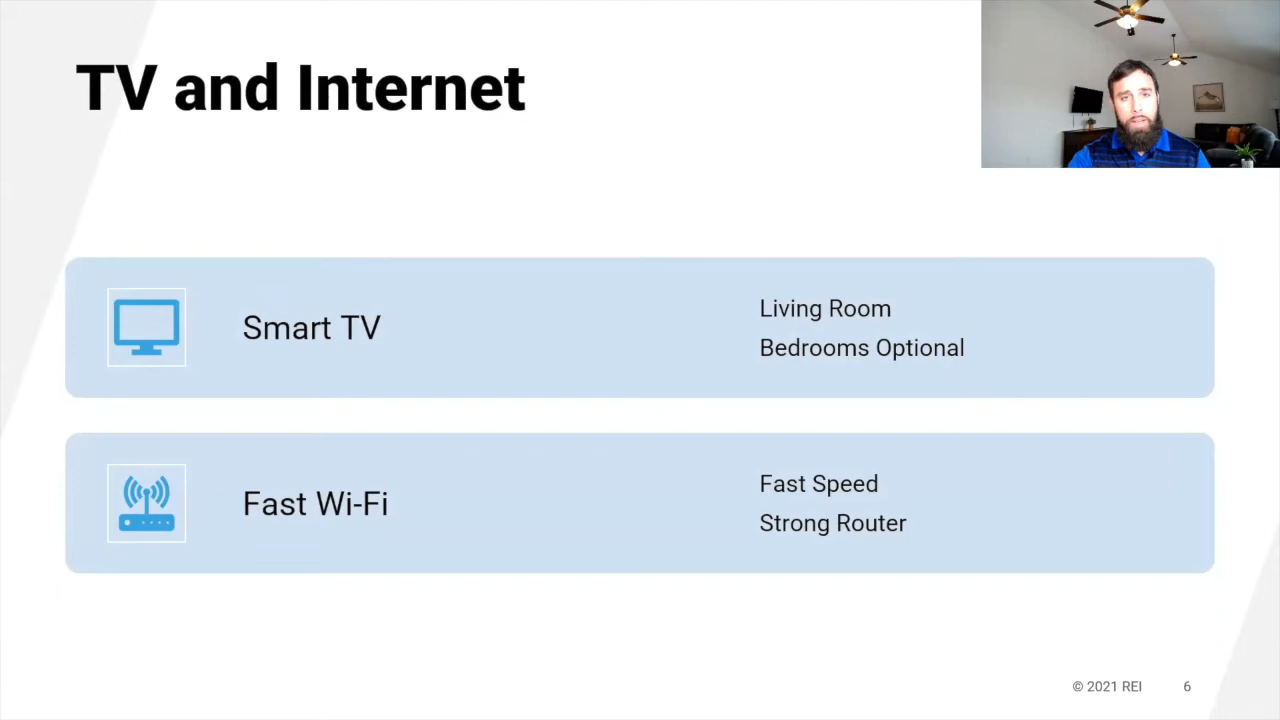 TV and Internet
Smart TV
Living Room
Bedrooms Optional
Fast Wi-Fi
Fast Speed
Strong Router
© 2021 REI 6